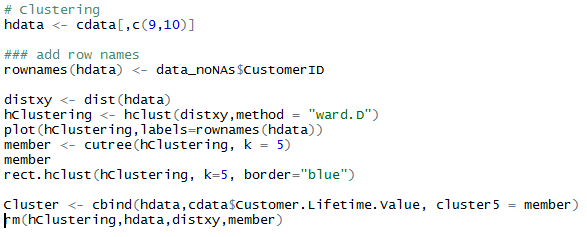 # Clustering
hdata <- cdata[,c(9,10)]
### add row names
rownames(hdata) <- data_noNAs$CustomerID
distxy <- dist(hdata)
hClustering <- hclust(distxy,method = "ward.D")
plot(hClustering,labels=rownames(hdata))
member <- cutree(hClustering, k = 5)
member
rect.hclust(hClustering, k=5, border="blue")
Cluster <- cbind(hdata,cdata$Customer.Lifetime.Value, cluster5 = member)
rm(hClustering,hdata,distxy,member)